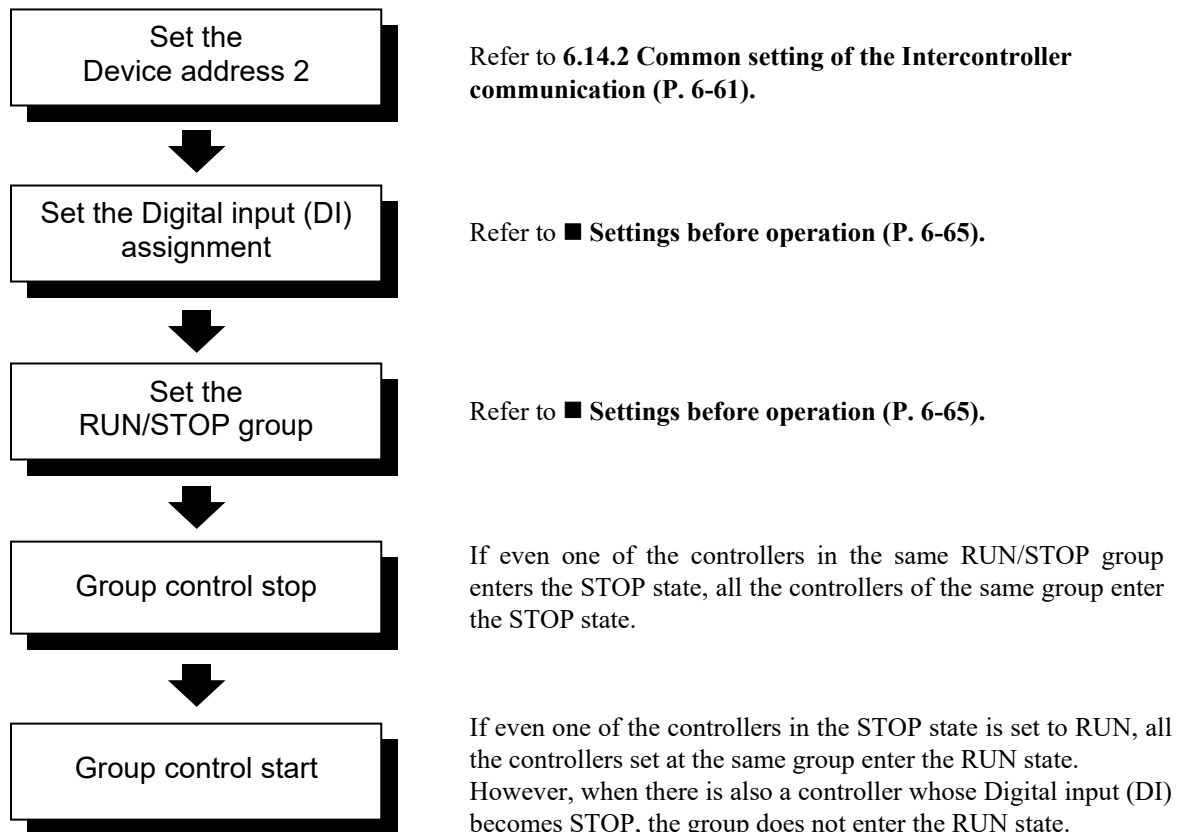 Set the
Device address 2
Refer to 6.14.2 Common setting of the Intercontroller
communication (P. 6-61).
Set the Digital input (DI)
assignment
Refer to ■ Settings before operation (P. 6-65).
Set the
RUN/STOP group
Refer to ■ Settings before operation (P. 6-65).
Group control stop
If even one of the controllers in the same RUN/STOP group
enters the STOP state, all the controllers of the same group enter
the STOP state.
Group control start
If even one of the controllers in the STOP state is set to RUN, all
the controllers set at the same group enter the RUN state.
However, when there is also a controller whose Digital input (DI)
becomes STOP, the group does not enter the RUN state.